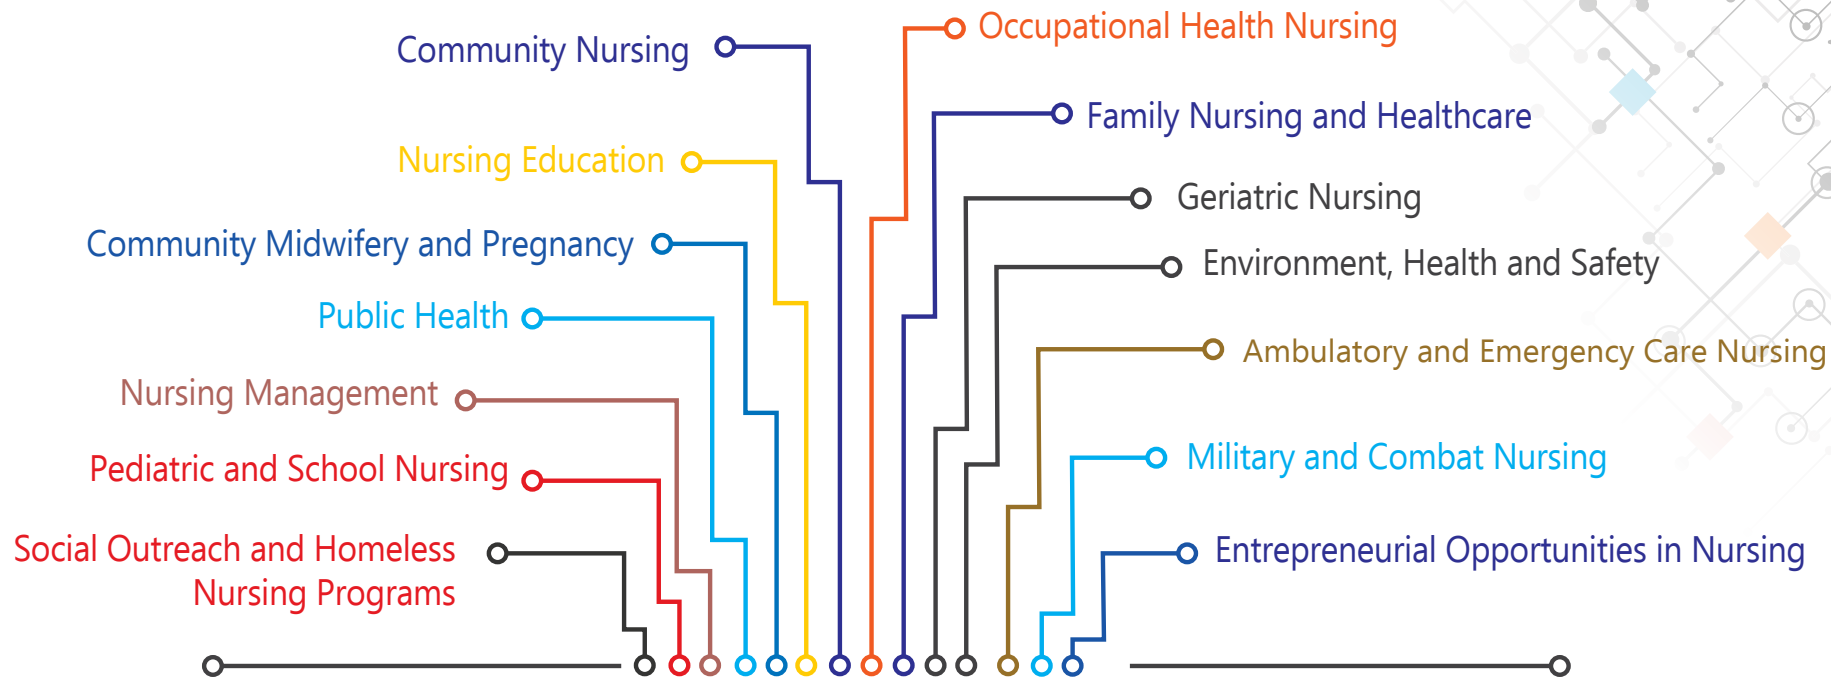 Community Nursing
Nursing Education
Community Midwifery and Pregnancy
Public Health
Nursing Management
Pediatric and School Nursing
Social Outreach and Homeless
Nursing Programs
Occupational Health Nursing
Family Nursing and Healthcare
Geriatric Nursing
Environment, Health and Safety
Ambulatory and Emergency Care Nursing
Military and Combat Nursing
Entrepreneurial Opportunities in Nursing